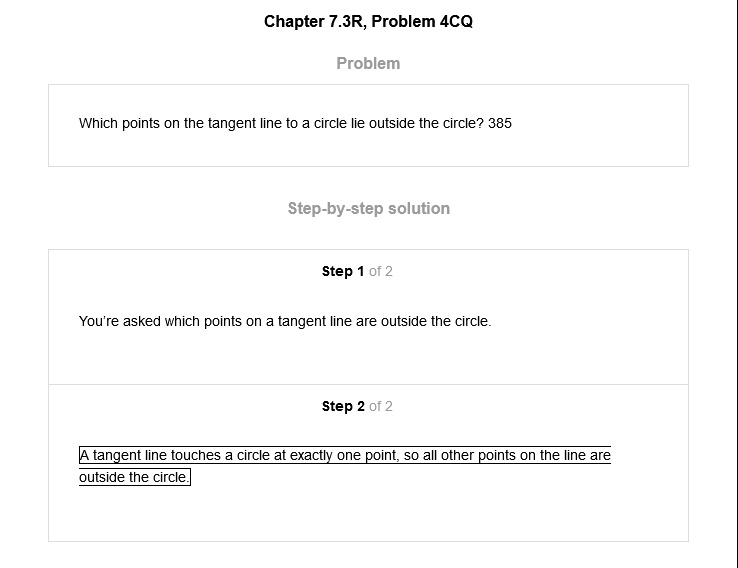 Chapter 7.3R, Problem 4CQ
Problem
Which points on the tangent line to a circle lie outside the circle? 385
Step-by-step solution
Step 1 of 2
You’re asked which points on a tangent line are outside the circle.
Step 2 of 2
A tangent line touches a circle at exactly one point, so all other points on the line are
outside the circle.